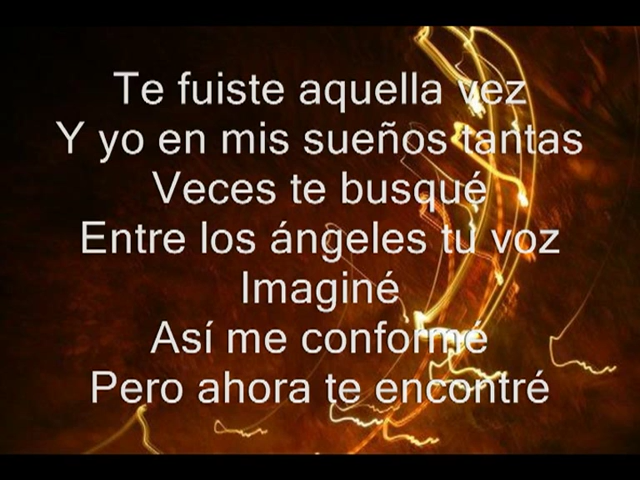 Te fuiste aquella vez
Y yo en mis sueños tantas
Veces te busqué
Entre los ángeles tu voz
Imaginé
Así me conformé
Pero ahora te encontré